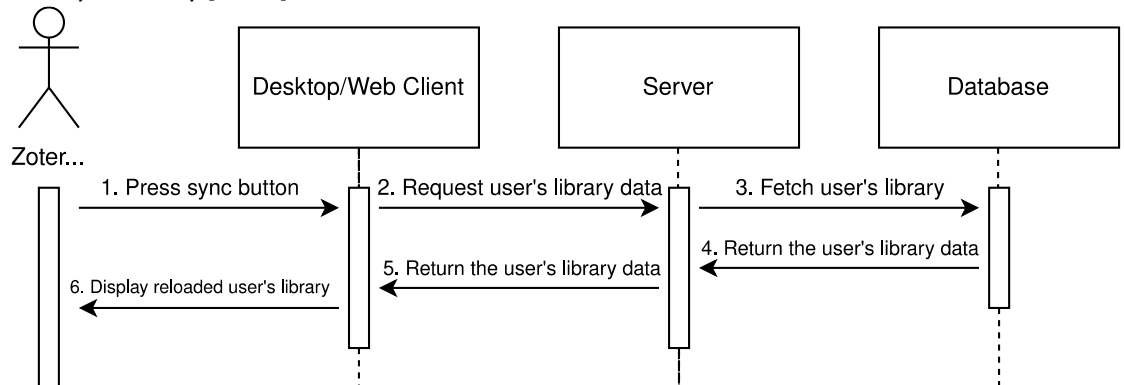 Desktop/Web Client
Server
Database
Zoter...
1. Press sync button
2. Request user's library data
3. Fetch user's library
4. Return the user's library data
5. Return the user's library data
6. Display reloaded user's library